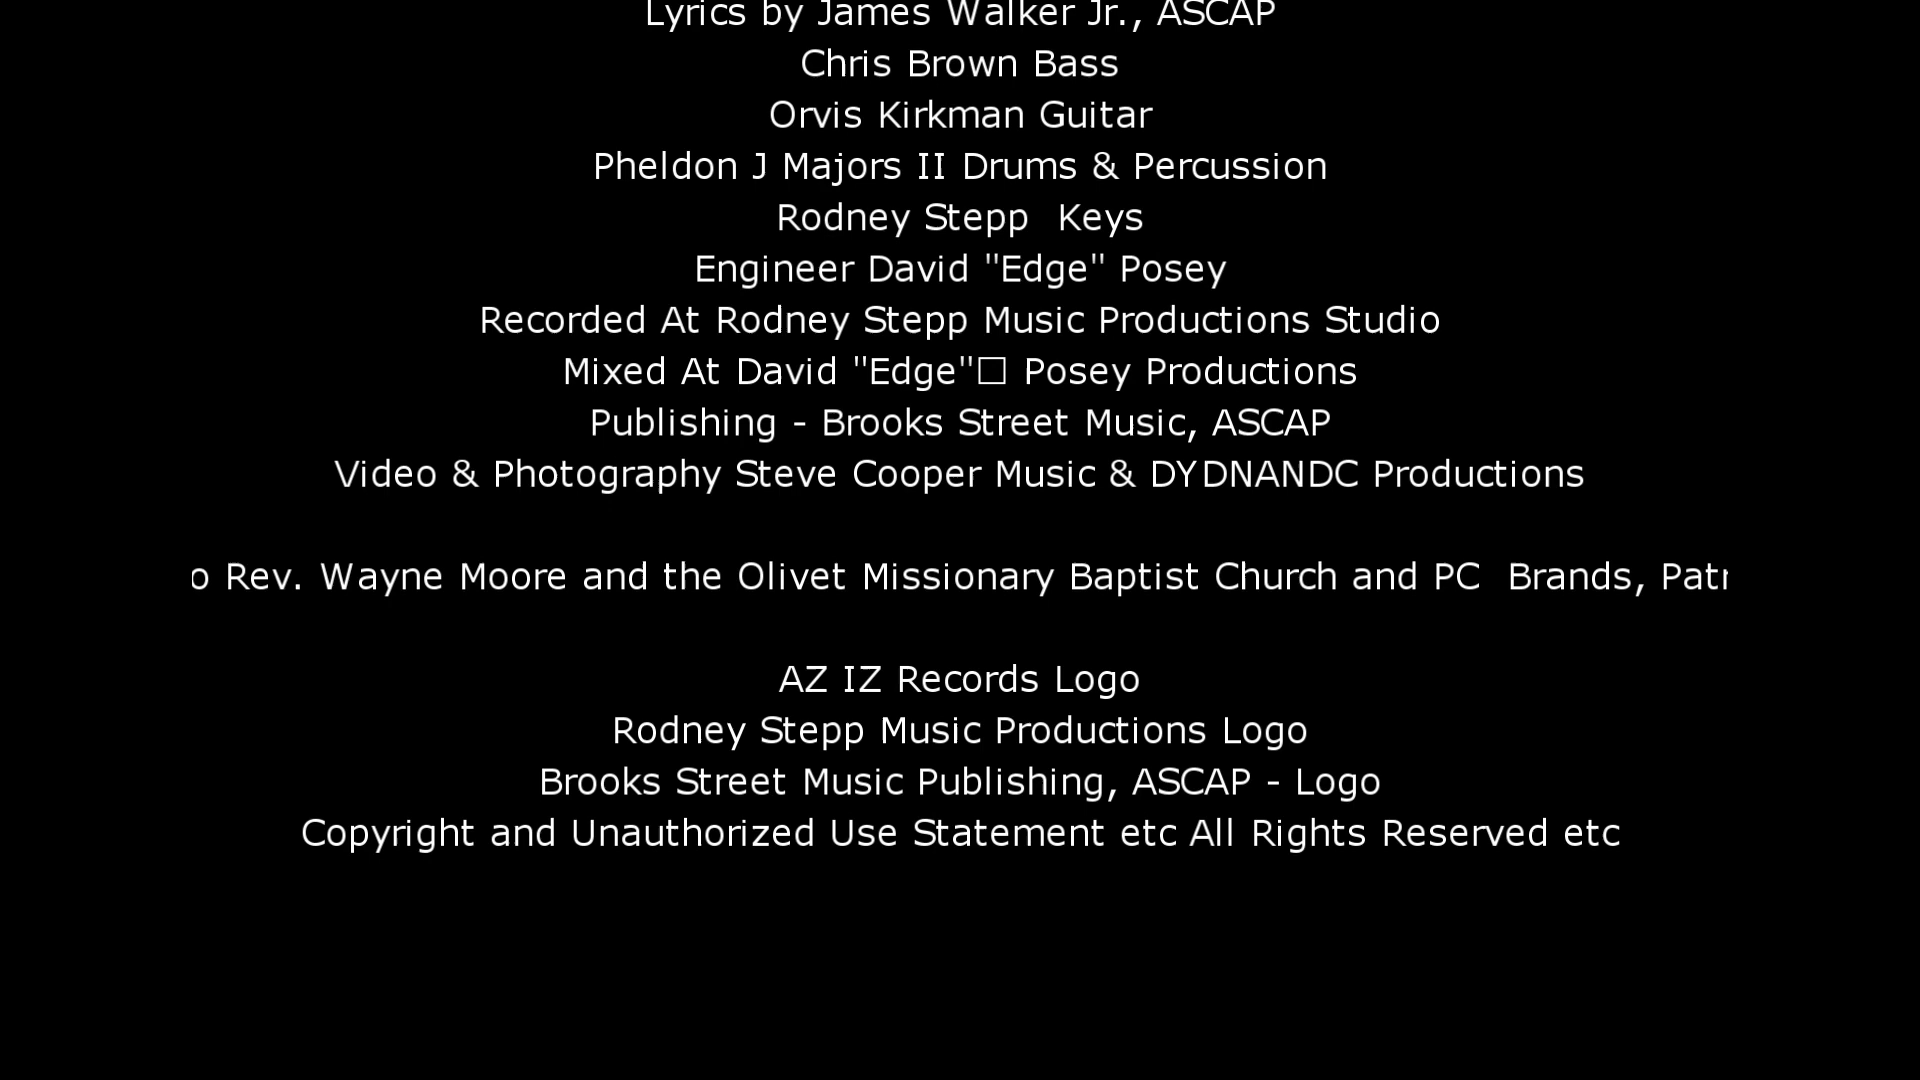 Lyrics by James Walker Jr., ASCAP
Chris Brown Bass
Orvis Kirkman Guitar
Pheldon J Majors II Drums & Percussion
Rodney Stepp  Keys
Engineer David "Edge" Posey
Recorded At Rodney Stepp Music Productions Studio
Mixed At David "Edge"□ Posey Productions
Publishing - Brooks Street Music, ASCAP
Video & Photography Steve Cooper Music & DYDNANDC Productions
o Rev. Wayne Moore and the Olivet Missionary Baptist Church and PC  Brands,
AZ IZ Records Logo
Rodney Stepp Music Productions Logo
Brooks Street Music Publishing, ASCAP - Logo
Copyright and Unauthorized Use Statement etc All Rights Reserved etc